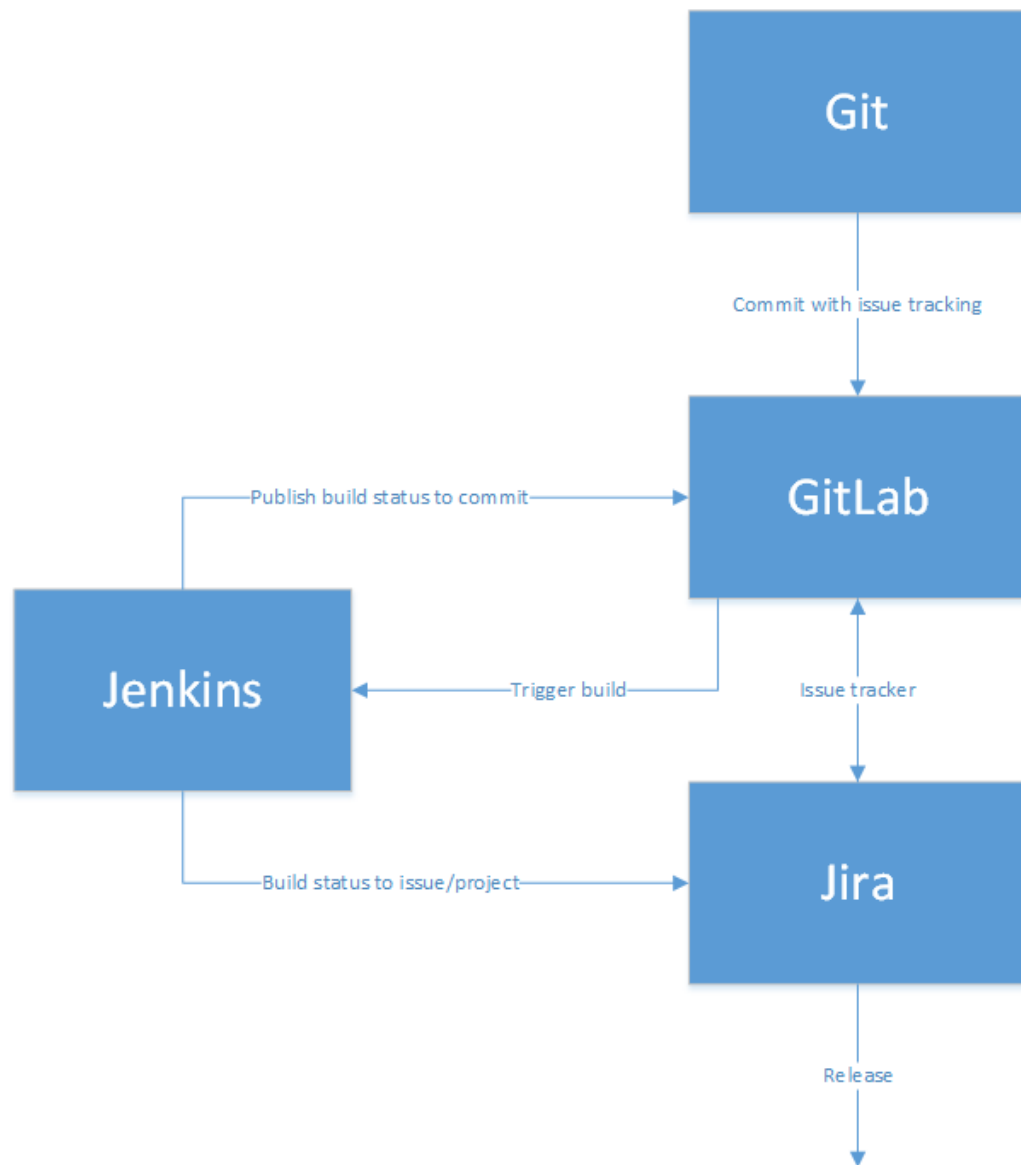 Git
Commit with issue tracking
GitLab
Publish build status to commit
Jenkins
Trigger build
Issue tracker
Build status to issue/project
Jira
Release